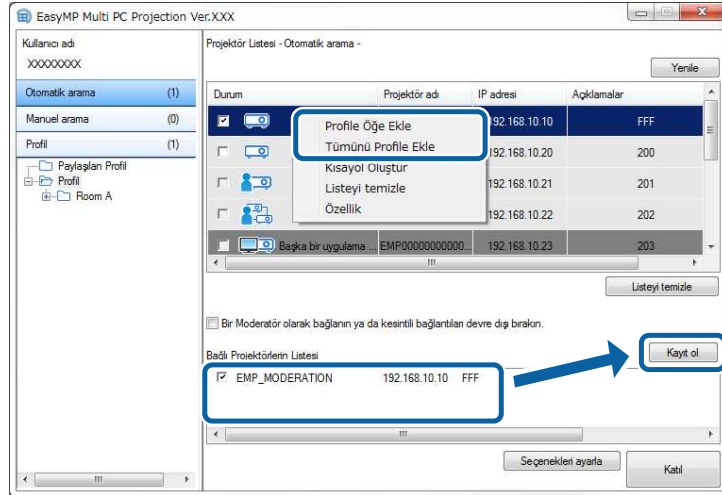 EasyMP Multi PC Projection Ver.XXX
Kullanıcı adı
XXXXXXXX
Projektör Listesi - Otomatik arama -
Yenile
Otomatik arama (1)
Manuel arama (0)
Profil (1)
Paylaşılan Profil
Profil
Room A
Durum Projektör adı IP adresi Açıklamalar
192.168.10.10 FFF
192.168.10.20 200
192.168.10.21 201
192.168.10.22 202
Başka bir uygulama ... EMP00000000000... 192.168.10.23 203
Profile Öğe Ekle
Tümünü Profile Ekle
Kısayol Oluştur
Listeyi temizle
Özellik
Listeyi temizle
Bir Moderatör olarak bağlanın ya da kesintili bağlantıları devre dışı bırakın.
Bağlı Projektörlerin Listesi
Kayıt ol
EMP_MODERATION 192.168.10.10 FFF
Seçenekleri ayarla
Katıl